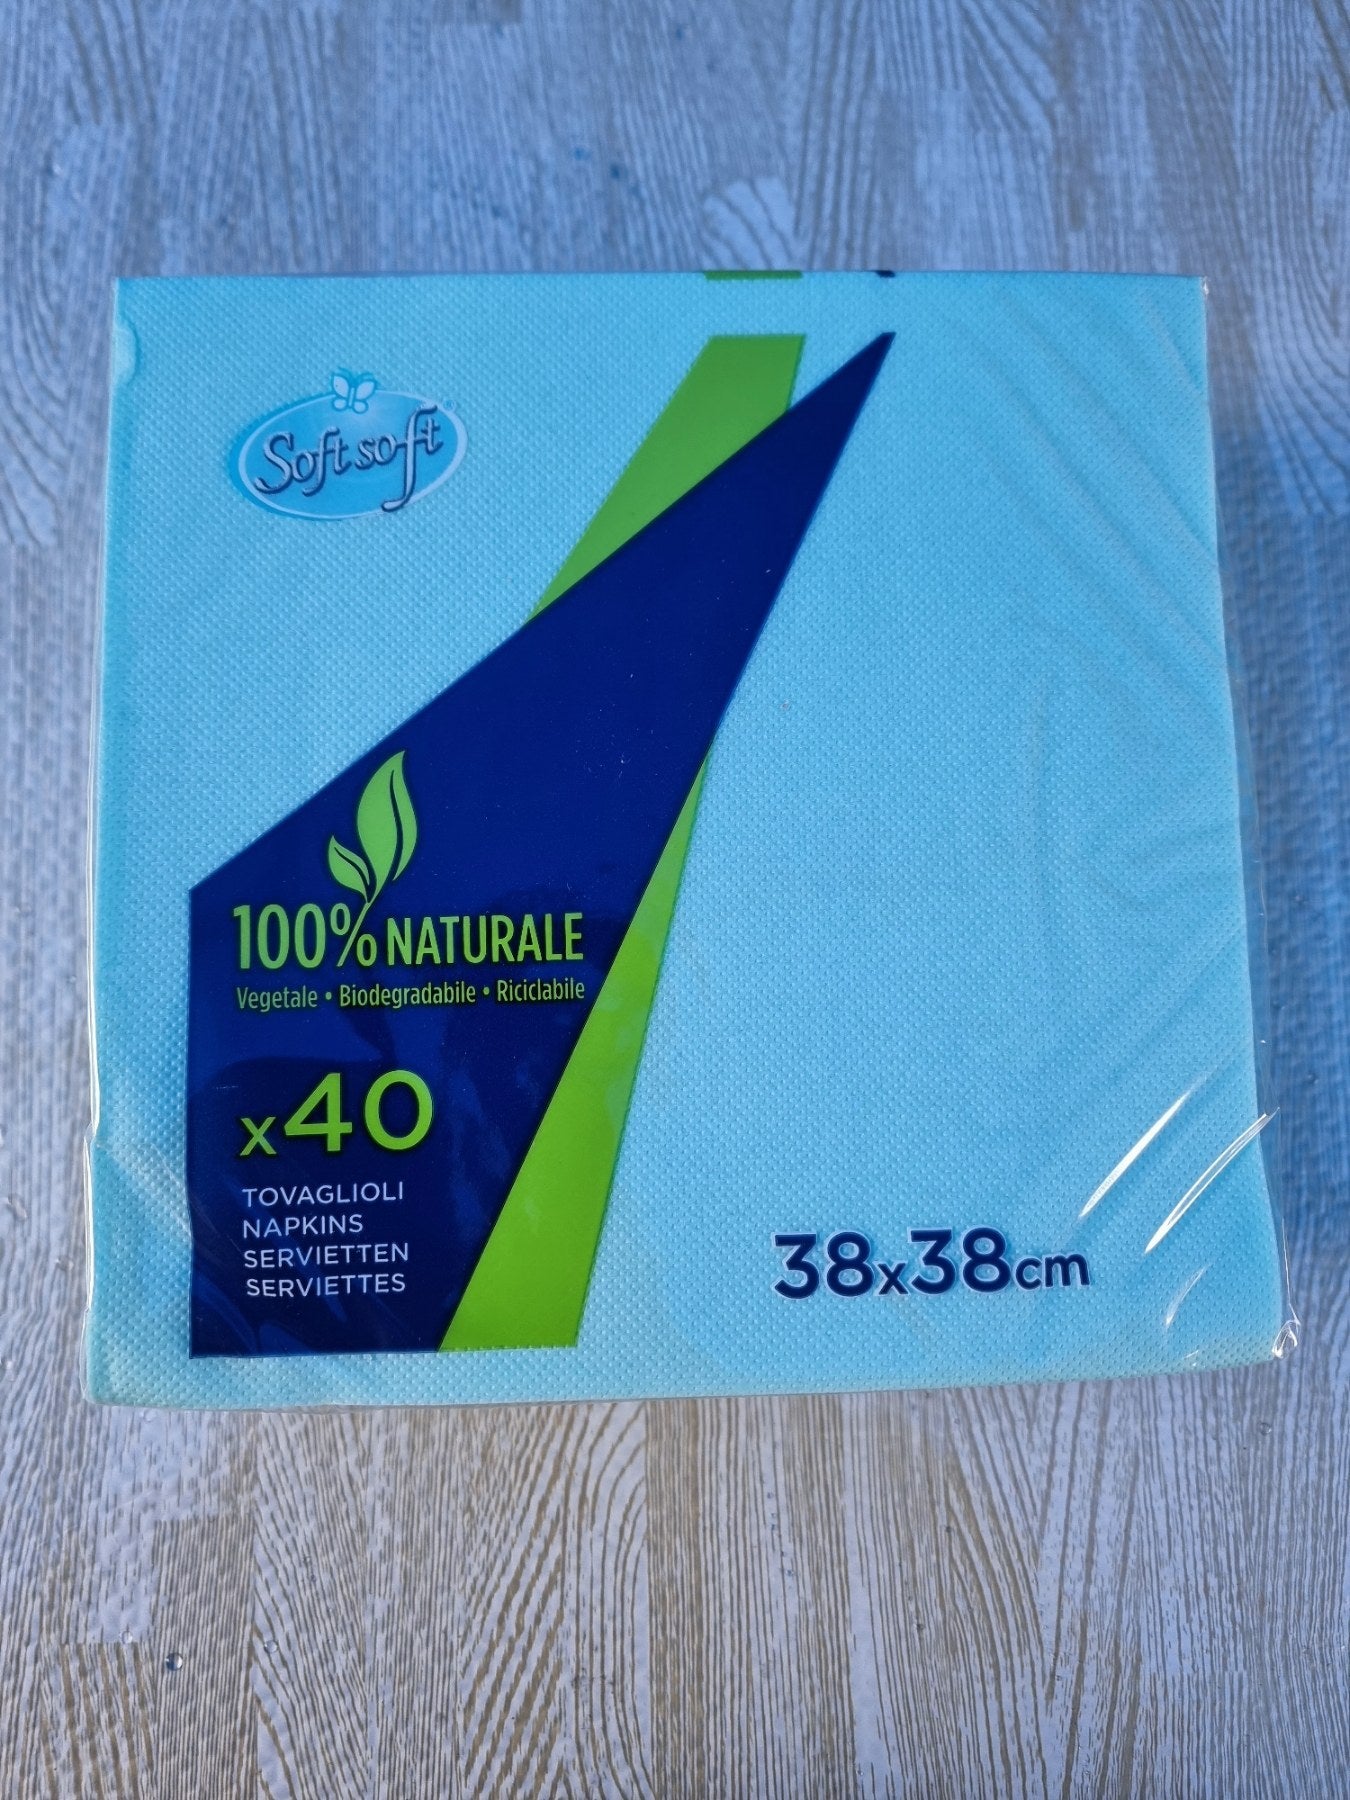 Soft soft®
100% NATURALE
Vegetale • Biodegradabile • Riciclabile
x40
TOVAGLIOLI
NAPKINS
SERVIETTEN
SERVIETTES
38x38cm